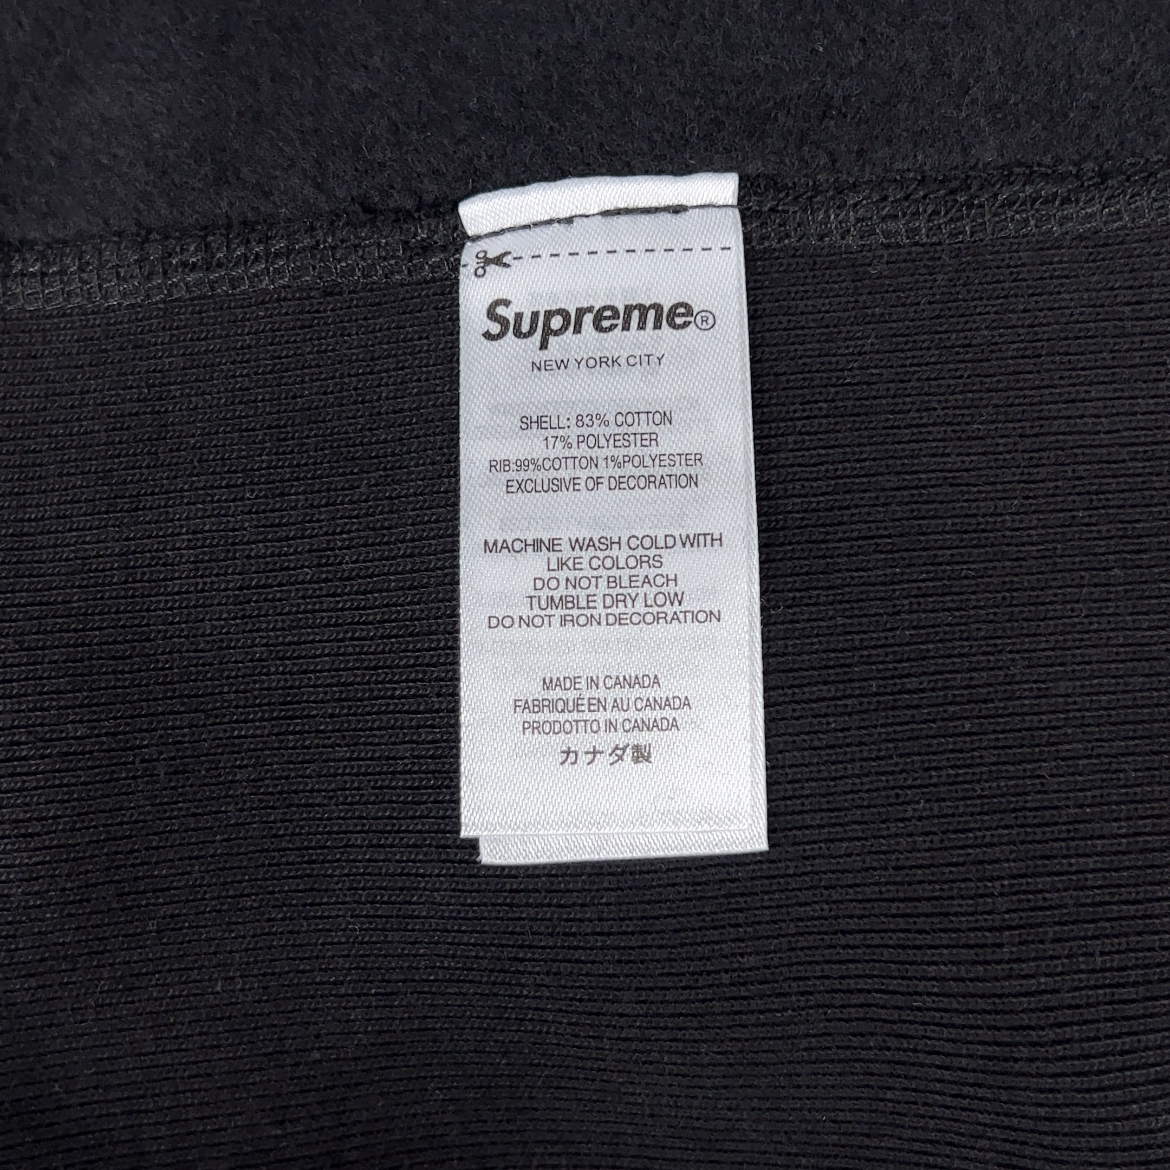 Supreme®
NEW YORK CITY
SHELL: 83% COTTON
17% POLYESTER
RIB:99%COTTON 1%POLYESTER
EXCLUSIVE OF DECORATION
MACHINE WASH COLD WITH
LIKE COLORS
DO NOT BLEACH
TUMBLE DRY LOW
DO NOT IRON DECORATION
MADE IN CANADA
FABRIQUÉ EN AU CANADA
PRODOTTO IN CANADA
カナダ製